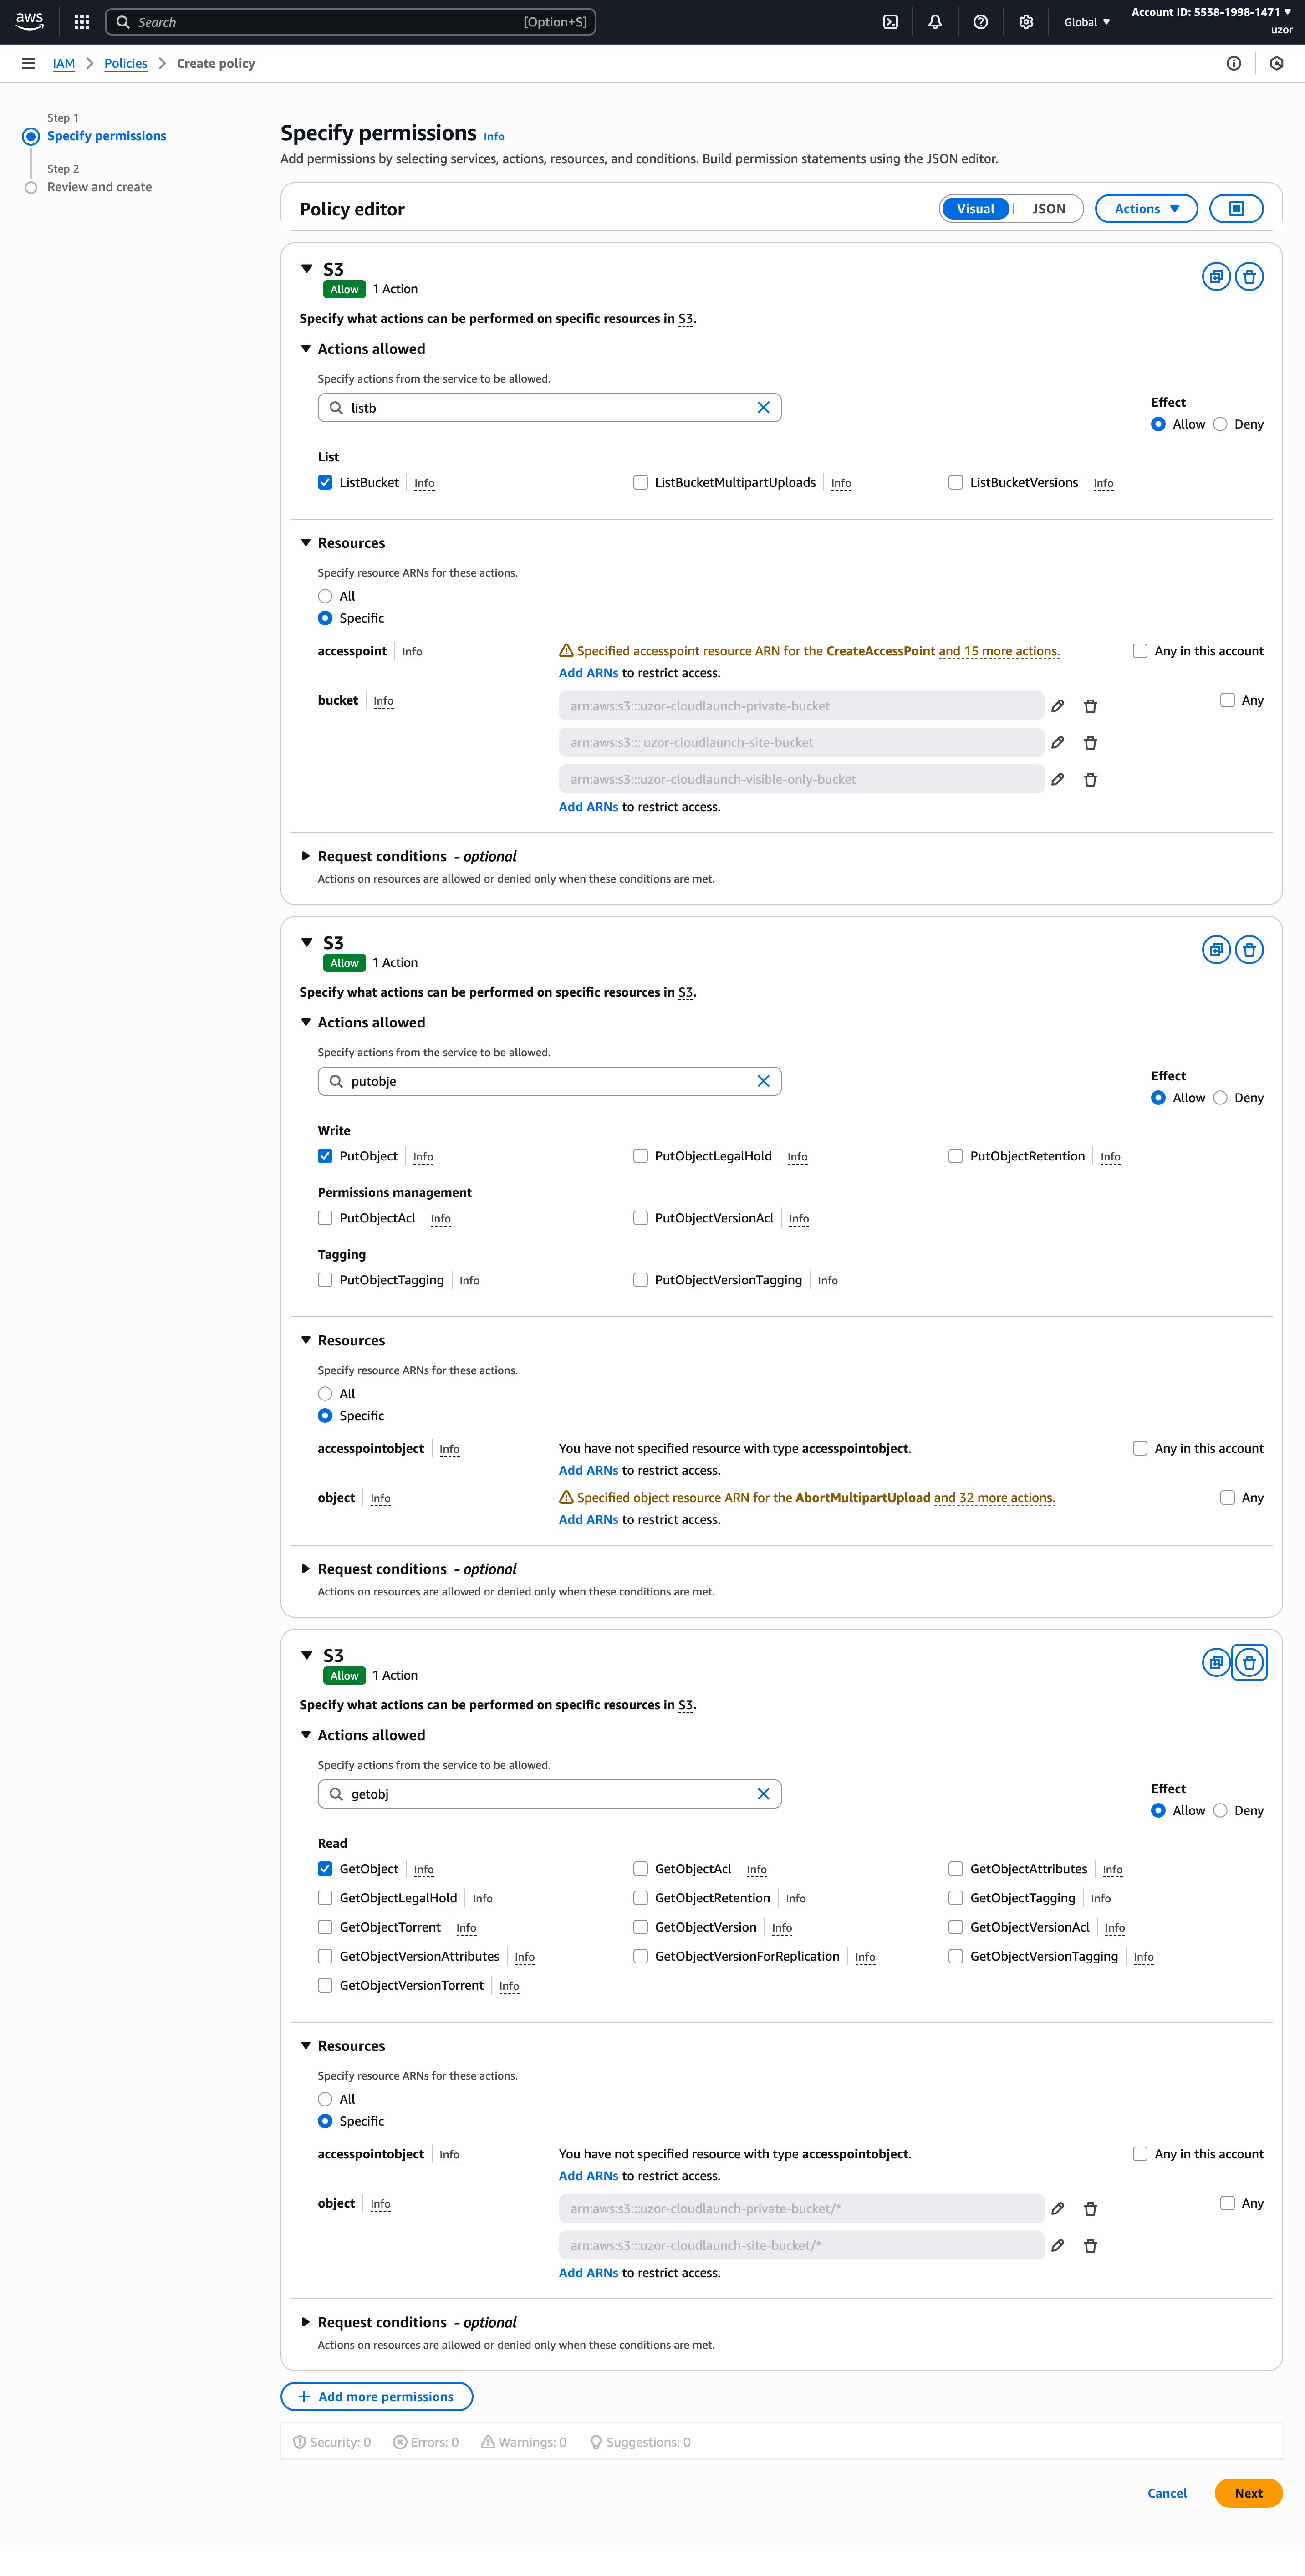 aws
Search [Option+S]
Global
Account ID: 5538-1998-1471
uzor
IAM
Policies
Create policy
Step 1
Specify permissions
Step 2
Review and create
Specify permissions Info
Add permissions by selecting services, actions, resources, and conditions. Build permission statements using the JSON editor.
Policy editor
Visual JSON Actions
S3
Allow 1 Action
Specify what actions can be performed on specific resources in S3.
Actions allowed
Specify actions from the service to be allowed.
listb
Effect
Allow Deny
List
ListBucket Info ListBucketMultipartUploads Info ListBucketVersions Info
Resources
Specify resource ARNs for these actions.
All
Specific
accesspoint Info Specified accesspoint resource ARN for the CreateAccessPoint and 15 more actions. Any in this account
Add ARNs to restrict access.
bucket Info arn:aws:s3:::uzor-cloudlaunch-private-bucket Any
arn:aws:s3::: uzor-cloudlaunch-site-bucket
arn:aws:s3:::uzor-cloudlaunch-visible-only-bucket
Add ARNs to restrict access.
Request conditions - optional
Actions on resources are allowed or denied only when these conditions are met.
S3
Allow 1 Action
Specify what actions can be performed on specific resources in S3.
Actions allowed
Specify actions from the service to be allowed.
putobje
Effect
Allow Deny
Write
PutObject Info PutObjectLegalHold Info PutObjectRetention Info
Permissions management
PutObjectAcl Info PutObjectVersionAcl Info
Tagging
PutObjectTagging Info PutObjectVersionTagging Info
Resources
Specify resource ARNs for these actions.
All
Specific
accesspointobject Info You have not specified resource with type accesspointobject. Any in this account
Add ARNs to restrict access.
object Info Specified object resource ARN for the AbortMultipartUpload and 32 more actions. Any
Add ARNs to restrict access.
Request conditions - optional
Actions on resources are allowed or denied only when these conditions are met.
S3
Allow 1 Action
Specify what actions can be performed on specific resources in S3.
Actions allowed
Specify actions from the service to be allowed.
getobj
Effect
Allow Deny
Read
GetObject Info GetObjectAcl Info GetObjectAttributes Info
GetObjectLegalHold Info GetObjectRetention Info GetObjectTagging Info
GetObjectTorrent Info GetObjectVersion Info GetObjectVersionAcl Info
GetObjectVersionAttributes Info GetObjectVersionForReplication Info GetObjectVersionTagging Info
GetObjectVersionTorrent Info
Resources
Specify resource ARNs for these actions.
All
Specific
accesspointobject Info You have not specified resource with type accesspointobject. Any in this account
Add ARNs to restrict access.
object Info arn:aws:s3:::uzor-cloudlaunch-private-bucket/* Any
arn:aws:s3:::uzor-cloudlaunch-site-bucket/*
Add ARNs to restrict access.
Request conditions - optional
Actions on resources are allowed or denied only when these conditions are met.
+ Add more permissions
Security: 0 Errors: 0 Warnings: 0 Suggestions: 0
Cancel Next